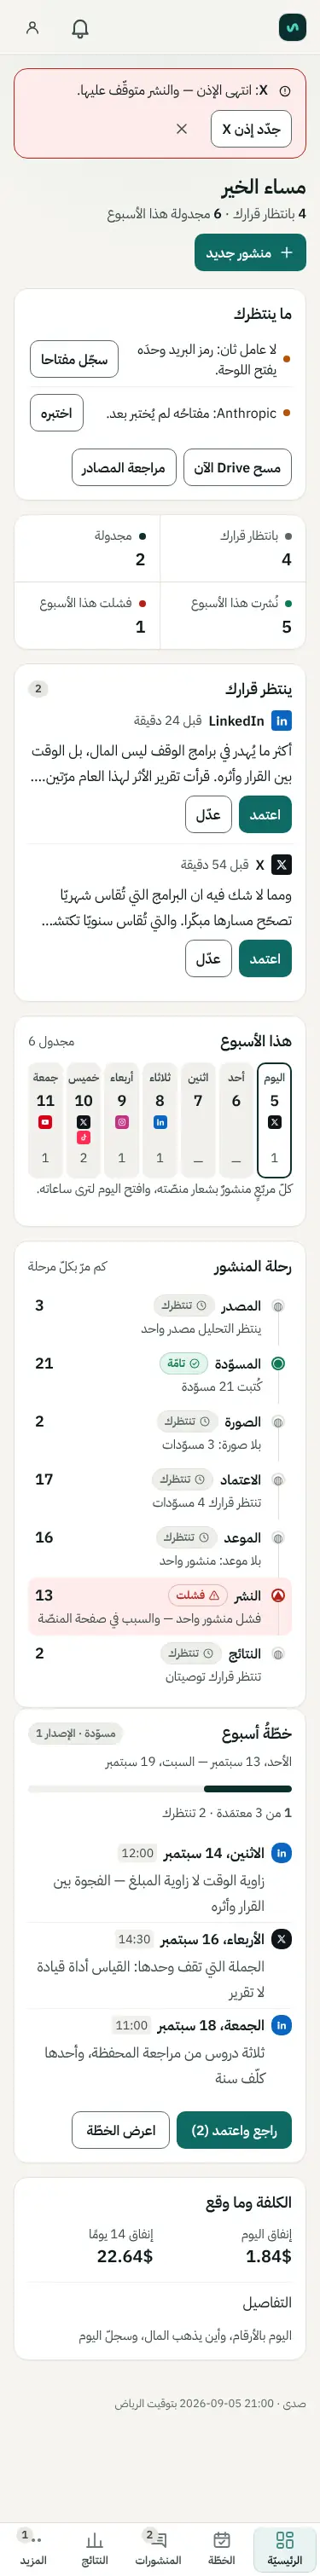 X: انتهى الإذن — والنشر متوقّف عليها.
جدّد إذن X
مساء الخير
4 بانتظار قرارك · 6 مجدولة هذا الأسبوع
منشور جديد
ما ينتظرك
لا عامل ثان: رمز البريد وحدَه
يفتح اللوحة.
سجّل مفتاحا
Anthropic: مفتاحُه لم يُختبر بعد.
اختبره
مسح Drive الآن
مراجعة المصادر
بانتظار قرارك
4
مجدولة
2
نُشرت هذا الأسبوع
5
فشلت هذا الأسبوع
1
ينتظر قرارك
2
LinkedIn قبل 24 دقيقة
أكثر ما يُهدر في برامج الوقف ليس المال، بل الوقت
بين القرار وأثره. قرأت تقرير الأثر لهذا العام مرّتين....
اعتمد
عدّل
X قبل 54 دقيقة
ومما لا شك فيه ان البرامج التي تُقاس شهريّا
تصحّح مسارها مبكّرا. والتي تُقاس سنويّا تكتشـ...
اعتمد
عدّل
هذا الأسبوع
مجدول 6
اليوم
5
1
أحد
6
—
اثنين
7
—
ثلاثاء
8
1
أربعاء
9
1
خميس
10
2
جمعة
11
1
كلّ مربّعٍ منشورٌ بشعار منصّته، وافتح اليوم لترى ساعاته.
رحلة المنشور
كم مرّ بكلّ مرحلة
المصدر
تنتظرك
3
ينتظر التحليل مصدر واحد
المسوّدة
تامّة
21
كُتبت 21 مسوّدة
الصورة
تنتظرك
2
بلا صورة: 3 مسوّدات
الاعتماد
تنتظرك
17
تنتظر قرارك 4 مسوّدات
الموعد
تنتظرك
16
بلا موعد: منشور واحد
النشر
فشلت
13
فشل منشور واحد — والسبب في صفحة المنصّة
النتائج
تنتظرك
2
تنتظر قرارك توصيتان
خطّةُ أسبوع
مسوّدة · الإصدار 1
الأحد، 13 سبتمبر — السبت، 19 سبتمبر
1 من 3 معتمَدة · 2 تنتظرك
الاثنين، 14 سبتمبر 12:00
زاوية الوقت لا زاوية المبلغ — الفجوة بين
القرار وأثره
الأربعاء، 16 سبتمبر 14:30
الجملة التي تقف وحدها: القياس أداة قيادة
لا تقرير
الجمعة، 18 سبتمبر 11:00
ثلاثة دروس من مراجعة المحفظة، وأحدها
كلّف سنة
راجع واعتمد (2)
اعرض الخطّة
الكلفة وما وقع
إنفاق اليوم
1.84$
إنفاق 14 يومًا
22.64$
التفاصيل
اليوم بالأرقام، وأين يذهب المال، وسجلّ اليوم
صدى · 2026-09-05 21:00 بتوقيت الرياض
الرئيسيّة
الخطّة
المنشورات
2
النتائج
المزيد
1